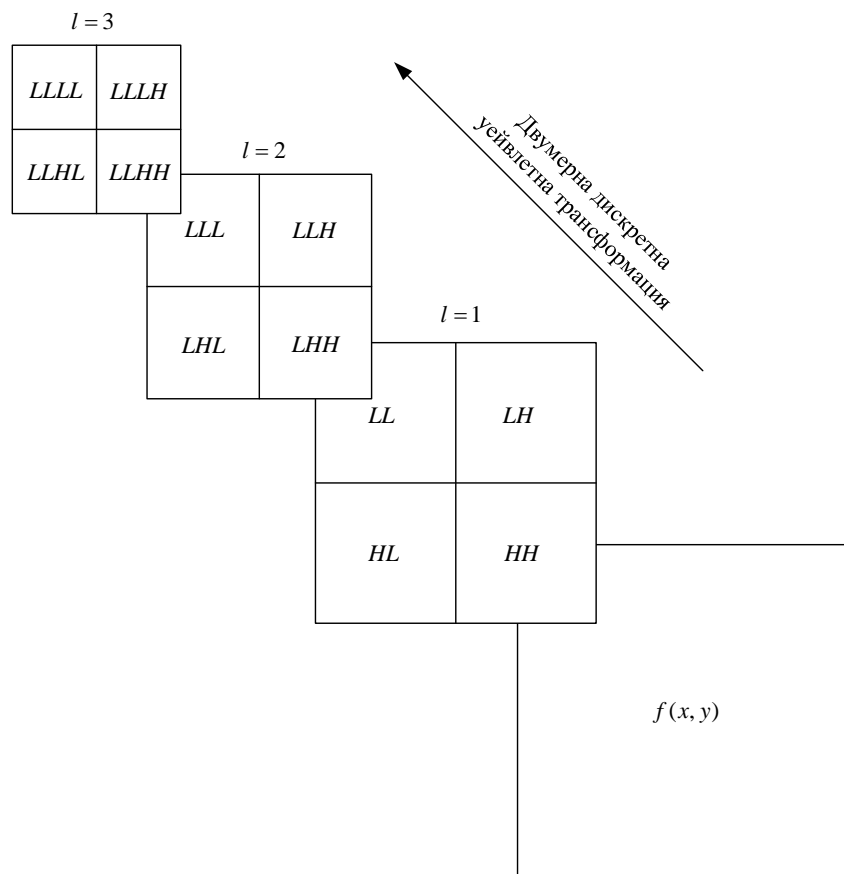 l = 3
LLLL LLLH
LLHL LLHH
l = 2
LLL LLH
LHL LHH
Двумерна дискретна
уейвлетна трансформация
l = 1
LL LH
HL HH
f(x, y)